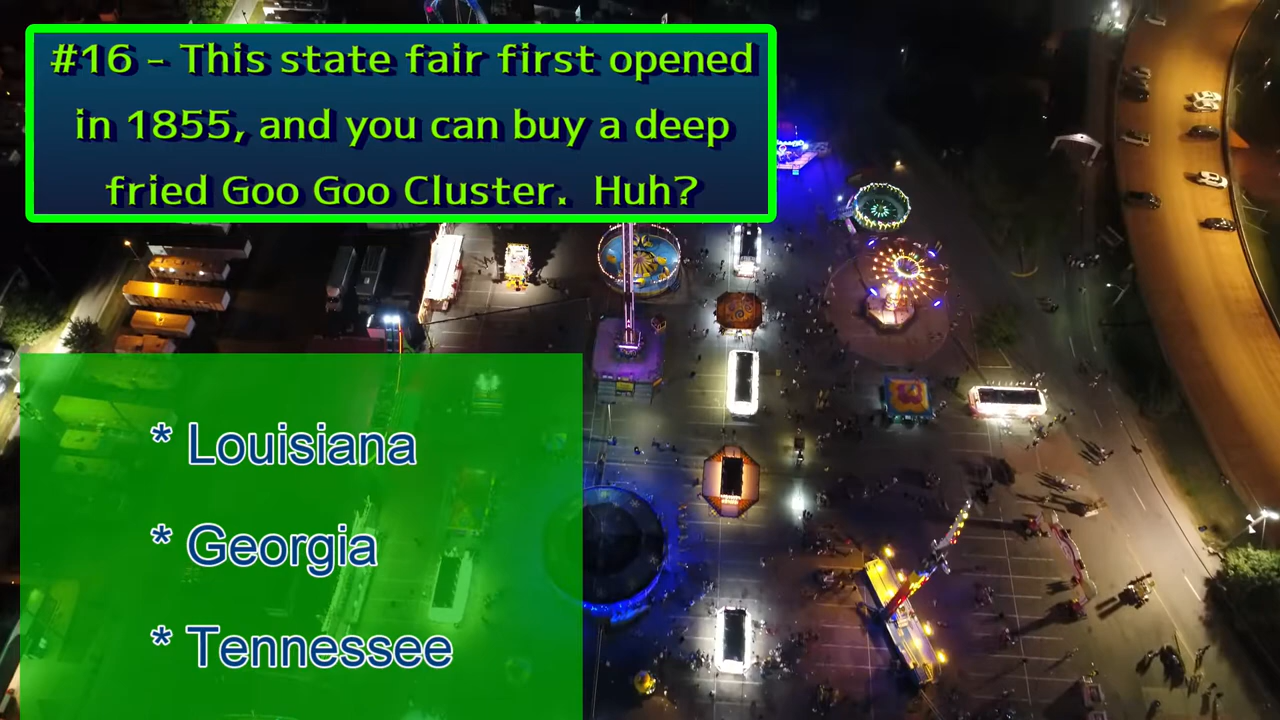 #16 - This state fair first opened
in 1855, and you can buy a deep
fried Goo Goo Cluster. Huh?
* Louisiana
* Georgia
* Tennessee